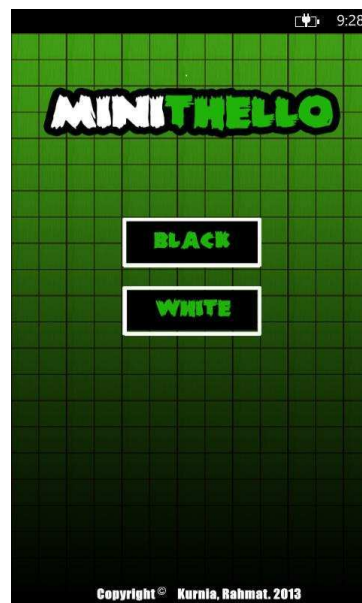 9:28
MINITHELLO
BLACK
WHITE
Copyright © Kurnia, Rahmat. 2013